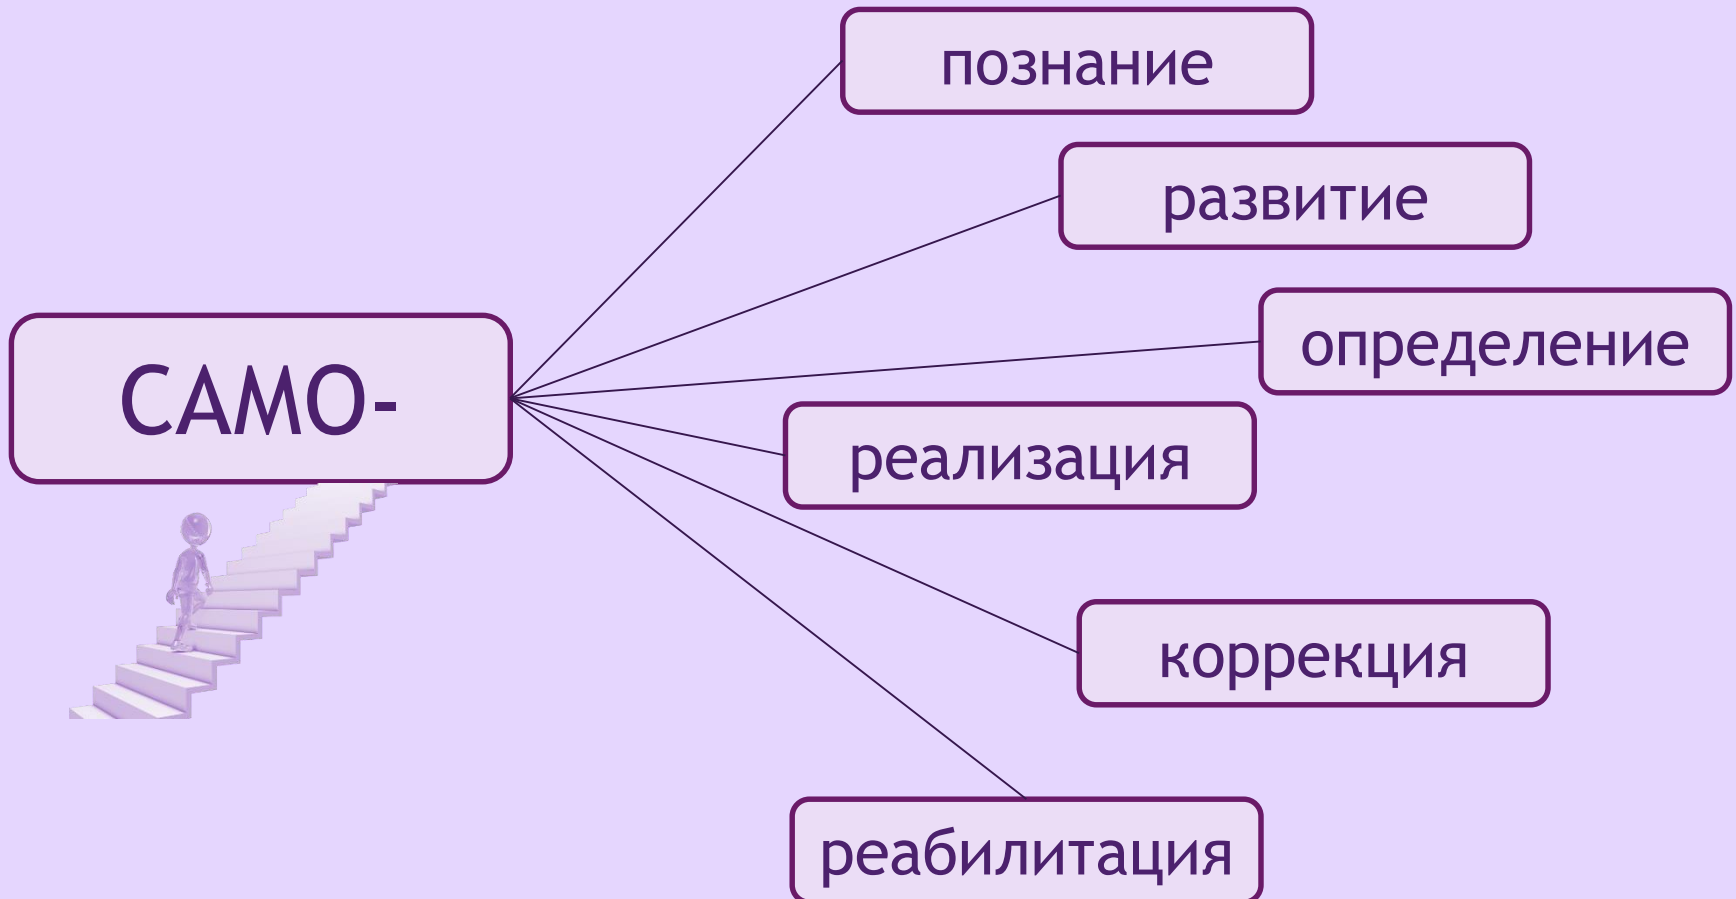 познание
развитие
определение
САМО-
реализация
коррекция
реабилитация